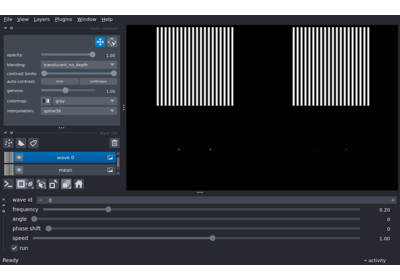 File View Layers Plugins Window Help
opacity: 1.00
blending: translucent_no_depth
contrast limits:
auto-contrast: once continuous
gamma: 1.00
colormap: gray
interpolation: spline36
wave 0
mean
wave id 0
frequency 0.20
angle 0
phase shift 0
speed 1.00
run
Ready activity